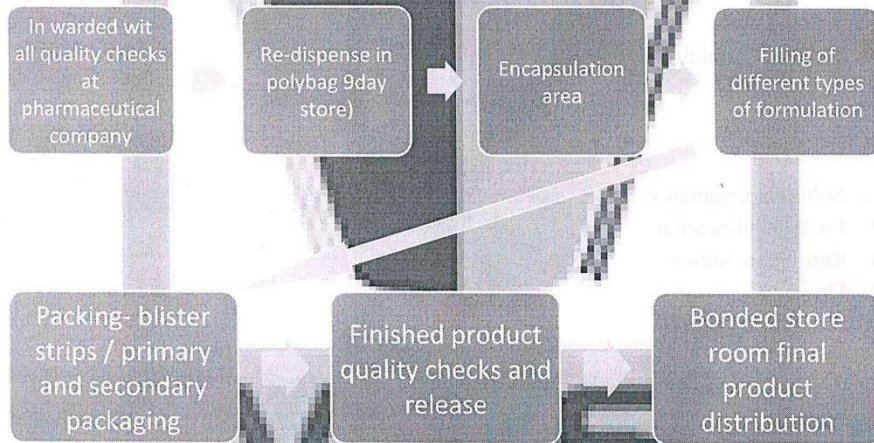 In warded wit
all quality checks
at
pharmaceutical
company
Re-dispense in
polybag 9day
store)
Encapsulation
area
Filling of
different types
of formulation
Packing- blister
strips / primary
and secondary
packaging
Finished product
quality checks and
release
Bonded store
room final
product
distribution